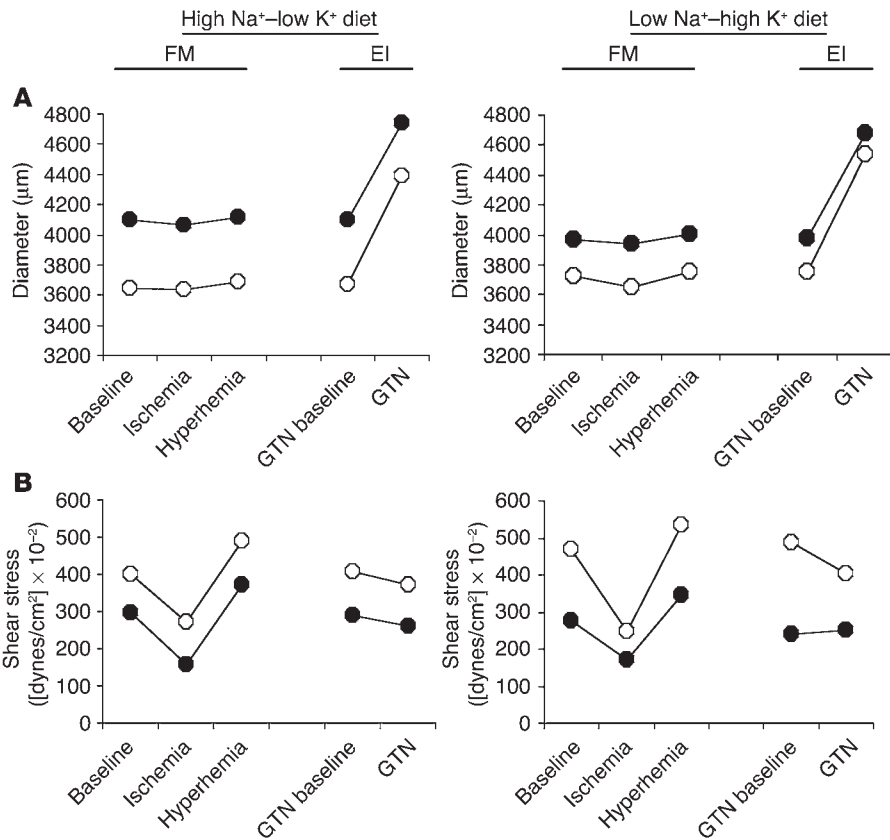 High Na⁺–low K⁺ diet
Low Na⁺–high K⁺ diet
FM
EI
FM
EI
A
Diameter (μm)
4800
4600
4400
4200
4000
3800
3600
3400
3200
Baseline
Ischemia
Hyperhemia
GTN baseline
GTN
Diameter (μm)
4800
4600
4400
4200
4000
3800
3600
3400
3200
Baseline
Ischemia
Hyperhemia
GTN baseline
GTN
B
Shear stress
([dynes/cm²] × 10⁻²)
600
500
400
300
200
100
0
Baseline
Ischemia
Hyperhemia
GTN baseline
GTN
Shear stress
([dynes/cm²] × 10⁻²)
600
500
400
300
200
100
0
Baseline
Ischemia
Hyperhemia
GTN baseline
GTN